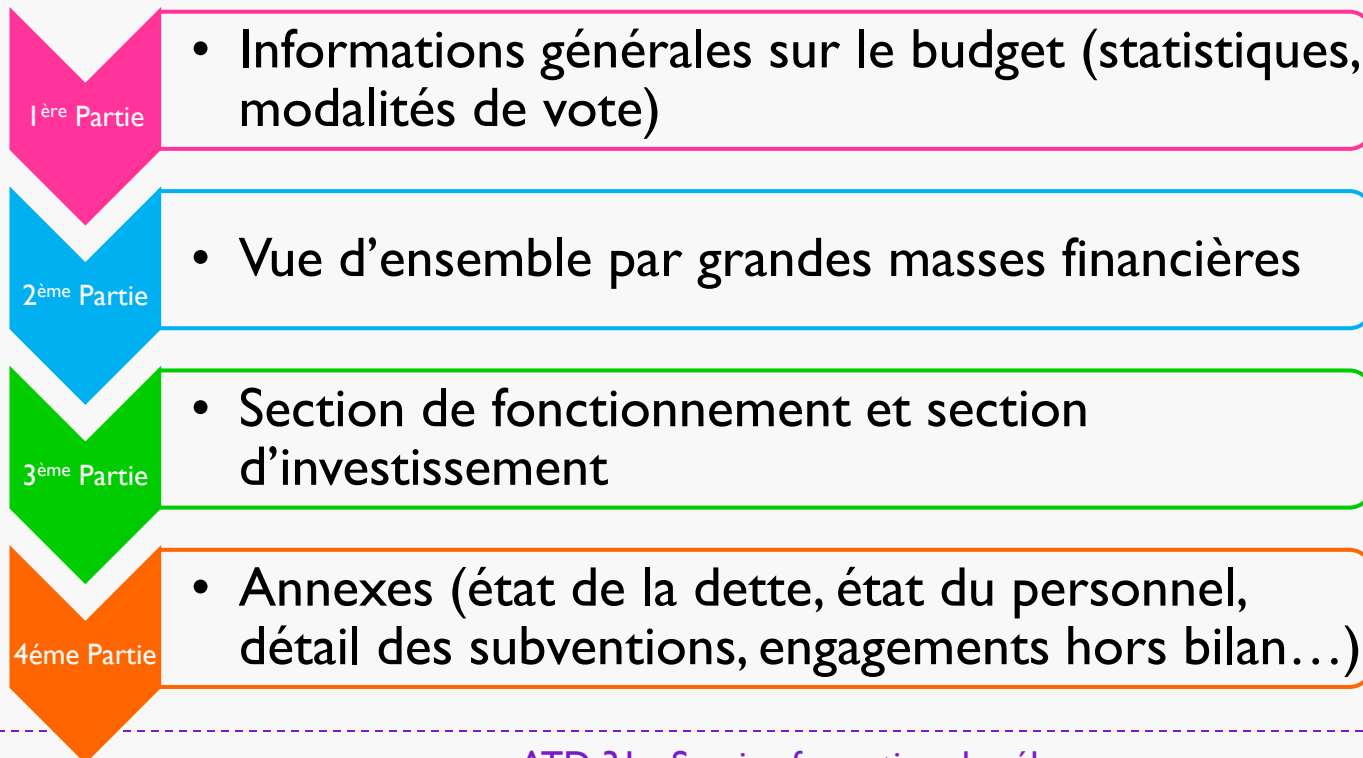 1ère Partie
• Informations générales sur le budget (statistiques,
modalités de vote)
2ème Partie
• Vue d’ensemble par grandes masses financières
3ème Partie
• Section de fonctionnement et section
d’investissement
4éme Partie
• Annexes (état de la dette, état du personnel,
détail des subventions, engagements hors bilan…)